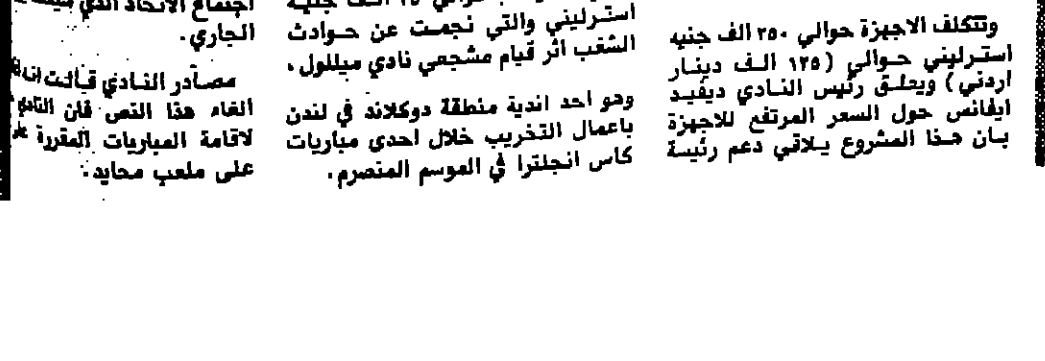 وتتكلف الاجهزة حوالي ٢٥٠ الف جنيه
استرليني حوالي ( ١٢٥ الف دينار
اردني ) ويعلق رئيس النادي ديفيد
ايفانس حول السعر المرتفع للاجهزة
بان هذا المشروع يلاقي دعم رئيسة
حوالي الف جنيه
استرليني والتي نجمت عن حوادث
الشغب اثر قيام مشجعي نادي ميللول .
وهو احد اندية منطقة دوكلاند في لندن
باعمال التخريب خلال احدى مباريات
كاس انجلترا في الموسم المنصرم .
اجتماع الاتحاد الذي
الجاري .
مصادر النادي قالت
الغاء هذا النص فان النادي
لاقامة المباريات المقررة
على ملعب محايد .